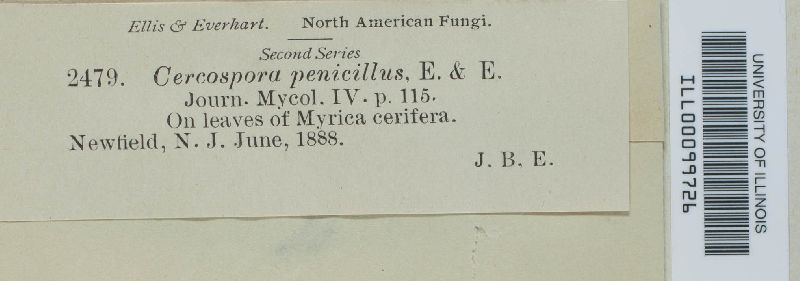 Ellis & Everhart. North American Fungi.
Second Series
2479. Cercospora penicillus, E. & E.
Journ. Mycol. IV. p. 115.
On leaves of Myrica cerifera.
Newfield, N. J. June, 1888.
J. B. E.
UNIVERSITY OF ILLINOIS
ILL00099726